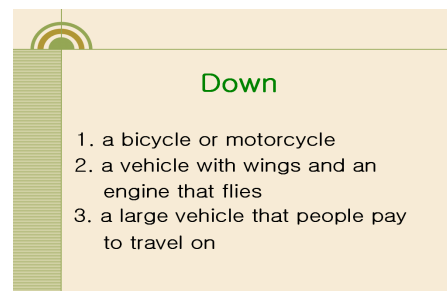 Down
1. a bicycle or motorcycle
2. a vehicle with wings and an
engine that flies
3. a large vehicle that people pay
to travel on